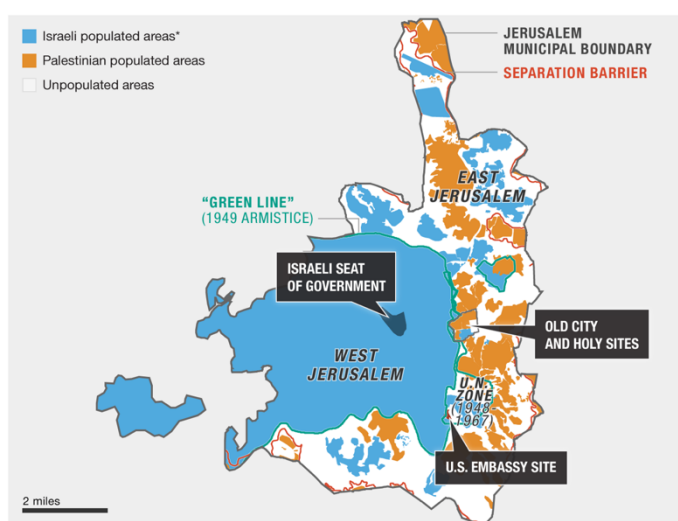 Israeli populated areas*
Palestinian populated areas
Unpopulated areas
JERUSALEM
MUNICIPAL BOUNDARY
SEPARATION BARRIER
EAST
JERUSALEM
“GREEN LINE”
(1949 ARMISTICE)
ISRAELI SEAT
OF GOVERNMENT
OLD CITY
AND HOLY SITES
WEST
JERUSALEM
U.N.
ZONE
(1948-
1967)
U.S. EMBASSY SITE
2 miles